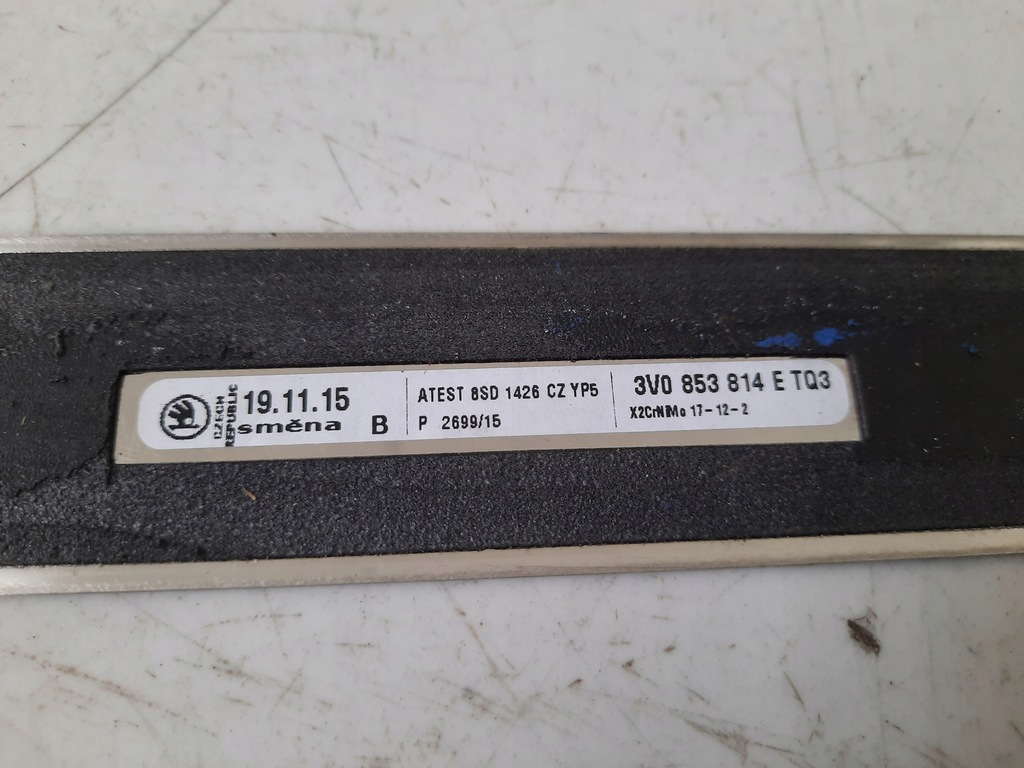 CZECH
REPUBLIC
19.11.15
směna B
ATEST 8SD 1426 CZ YP5
P 2699/15
3V0 853 814 E TQ3
X2CrNiMo 17-12-2